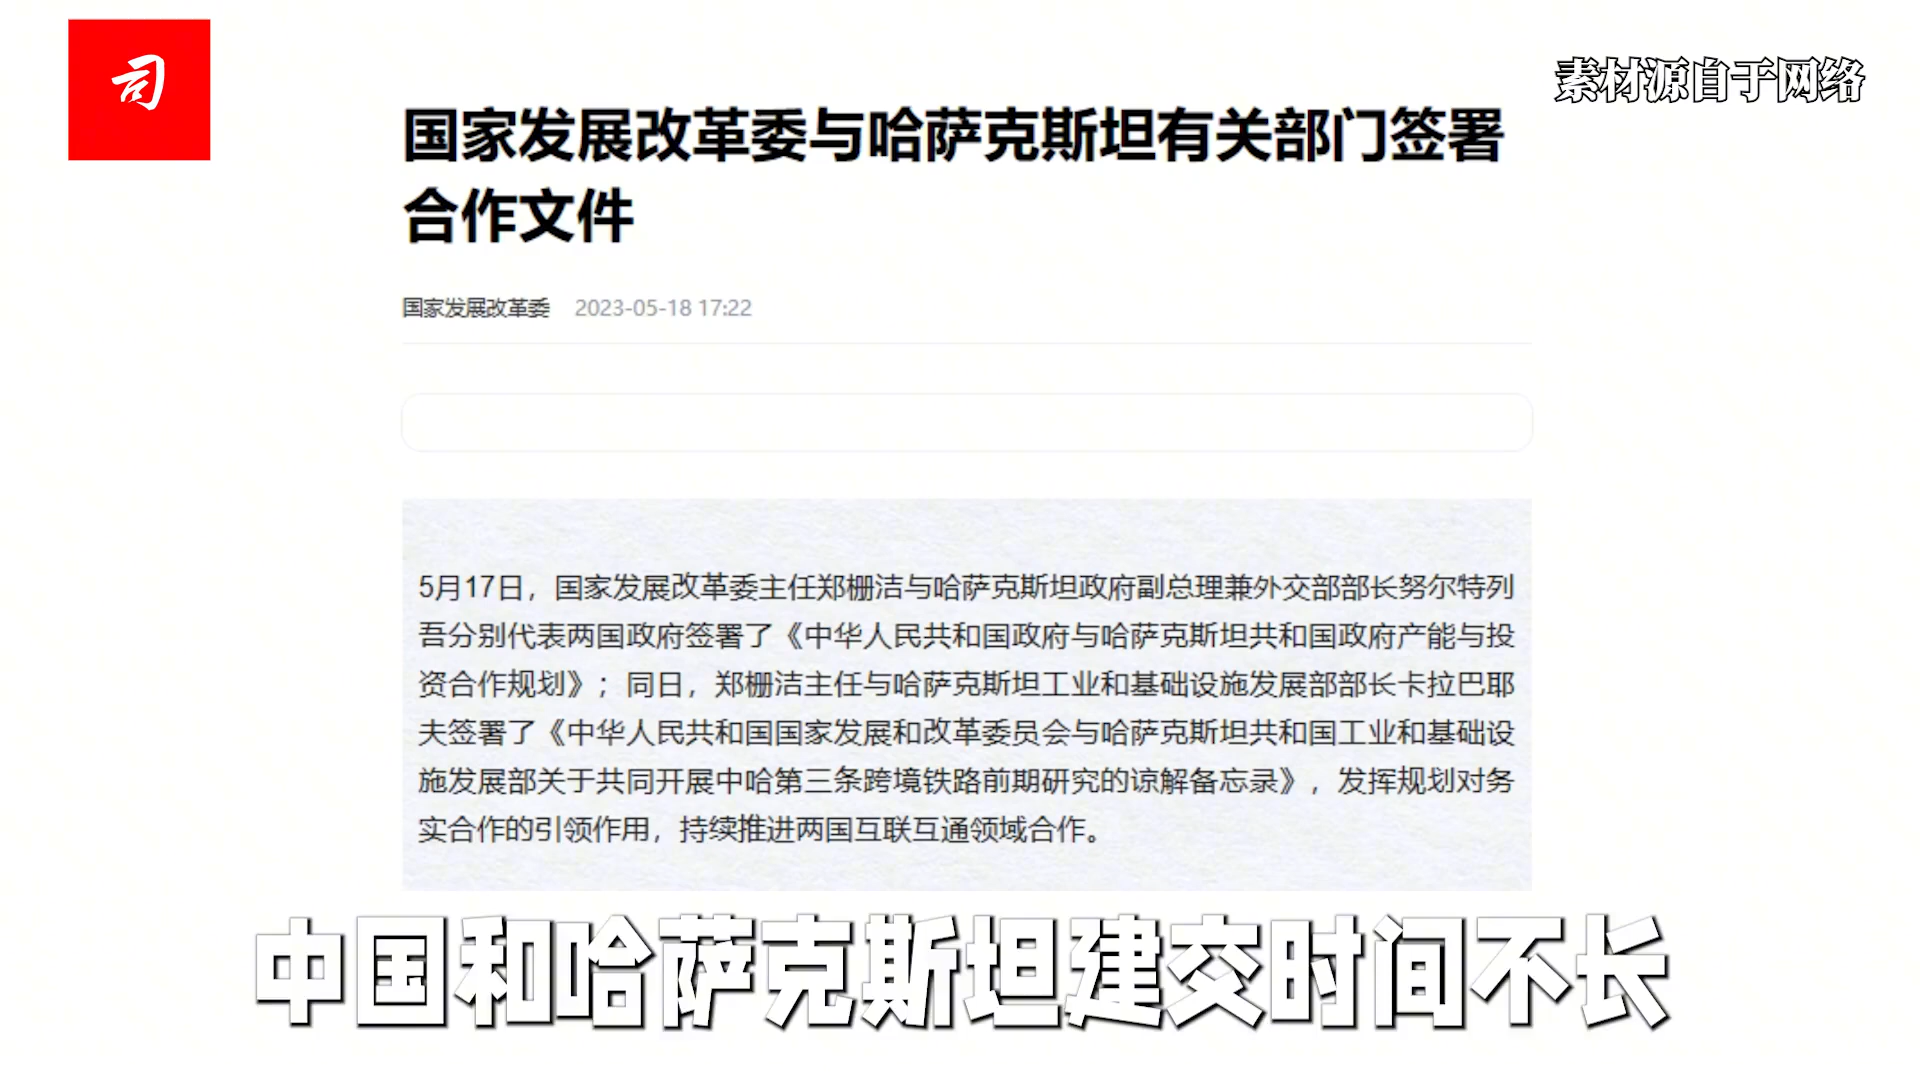 司
素材源自于网络
国家发展改革委与哈萨克斯坦有关部门签署
合作文件
国家发展改革委 2023-05-18 17:22
5月17日，国家发展改革委主任郑栅洁与哈萨克斯坦政府副总理兼外交部部长努尔特列
吾分别代表两国政府签署了《中华人民共和国政府与哈萨克斯坦共和国政府产能与投
资合作规划》；同日，郑栅洁主任与哈萨克斯坦工业和基础设施发展部部长卡拉巴耶
夫签署了《中华人民共和国国家发展和改革委员会与哈萨克斯坦共和国工业和基础设
施发展部关于共同开展中哈第三条跨境铁路前期研究的谅解备忘录》，发挥规划对务
实合作的引领作用，持续推进两国互联互通领域合作。
中国和哈萨克斯坦建交时间不长